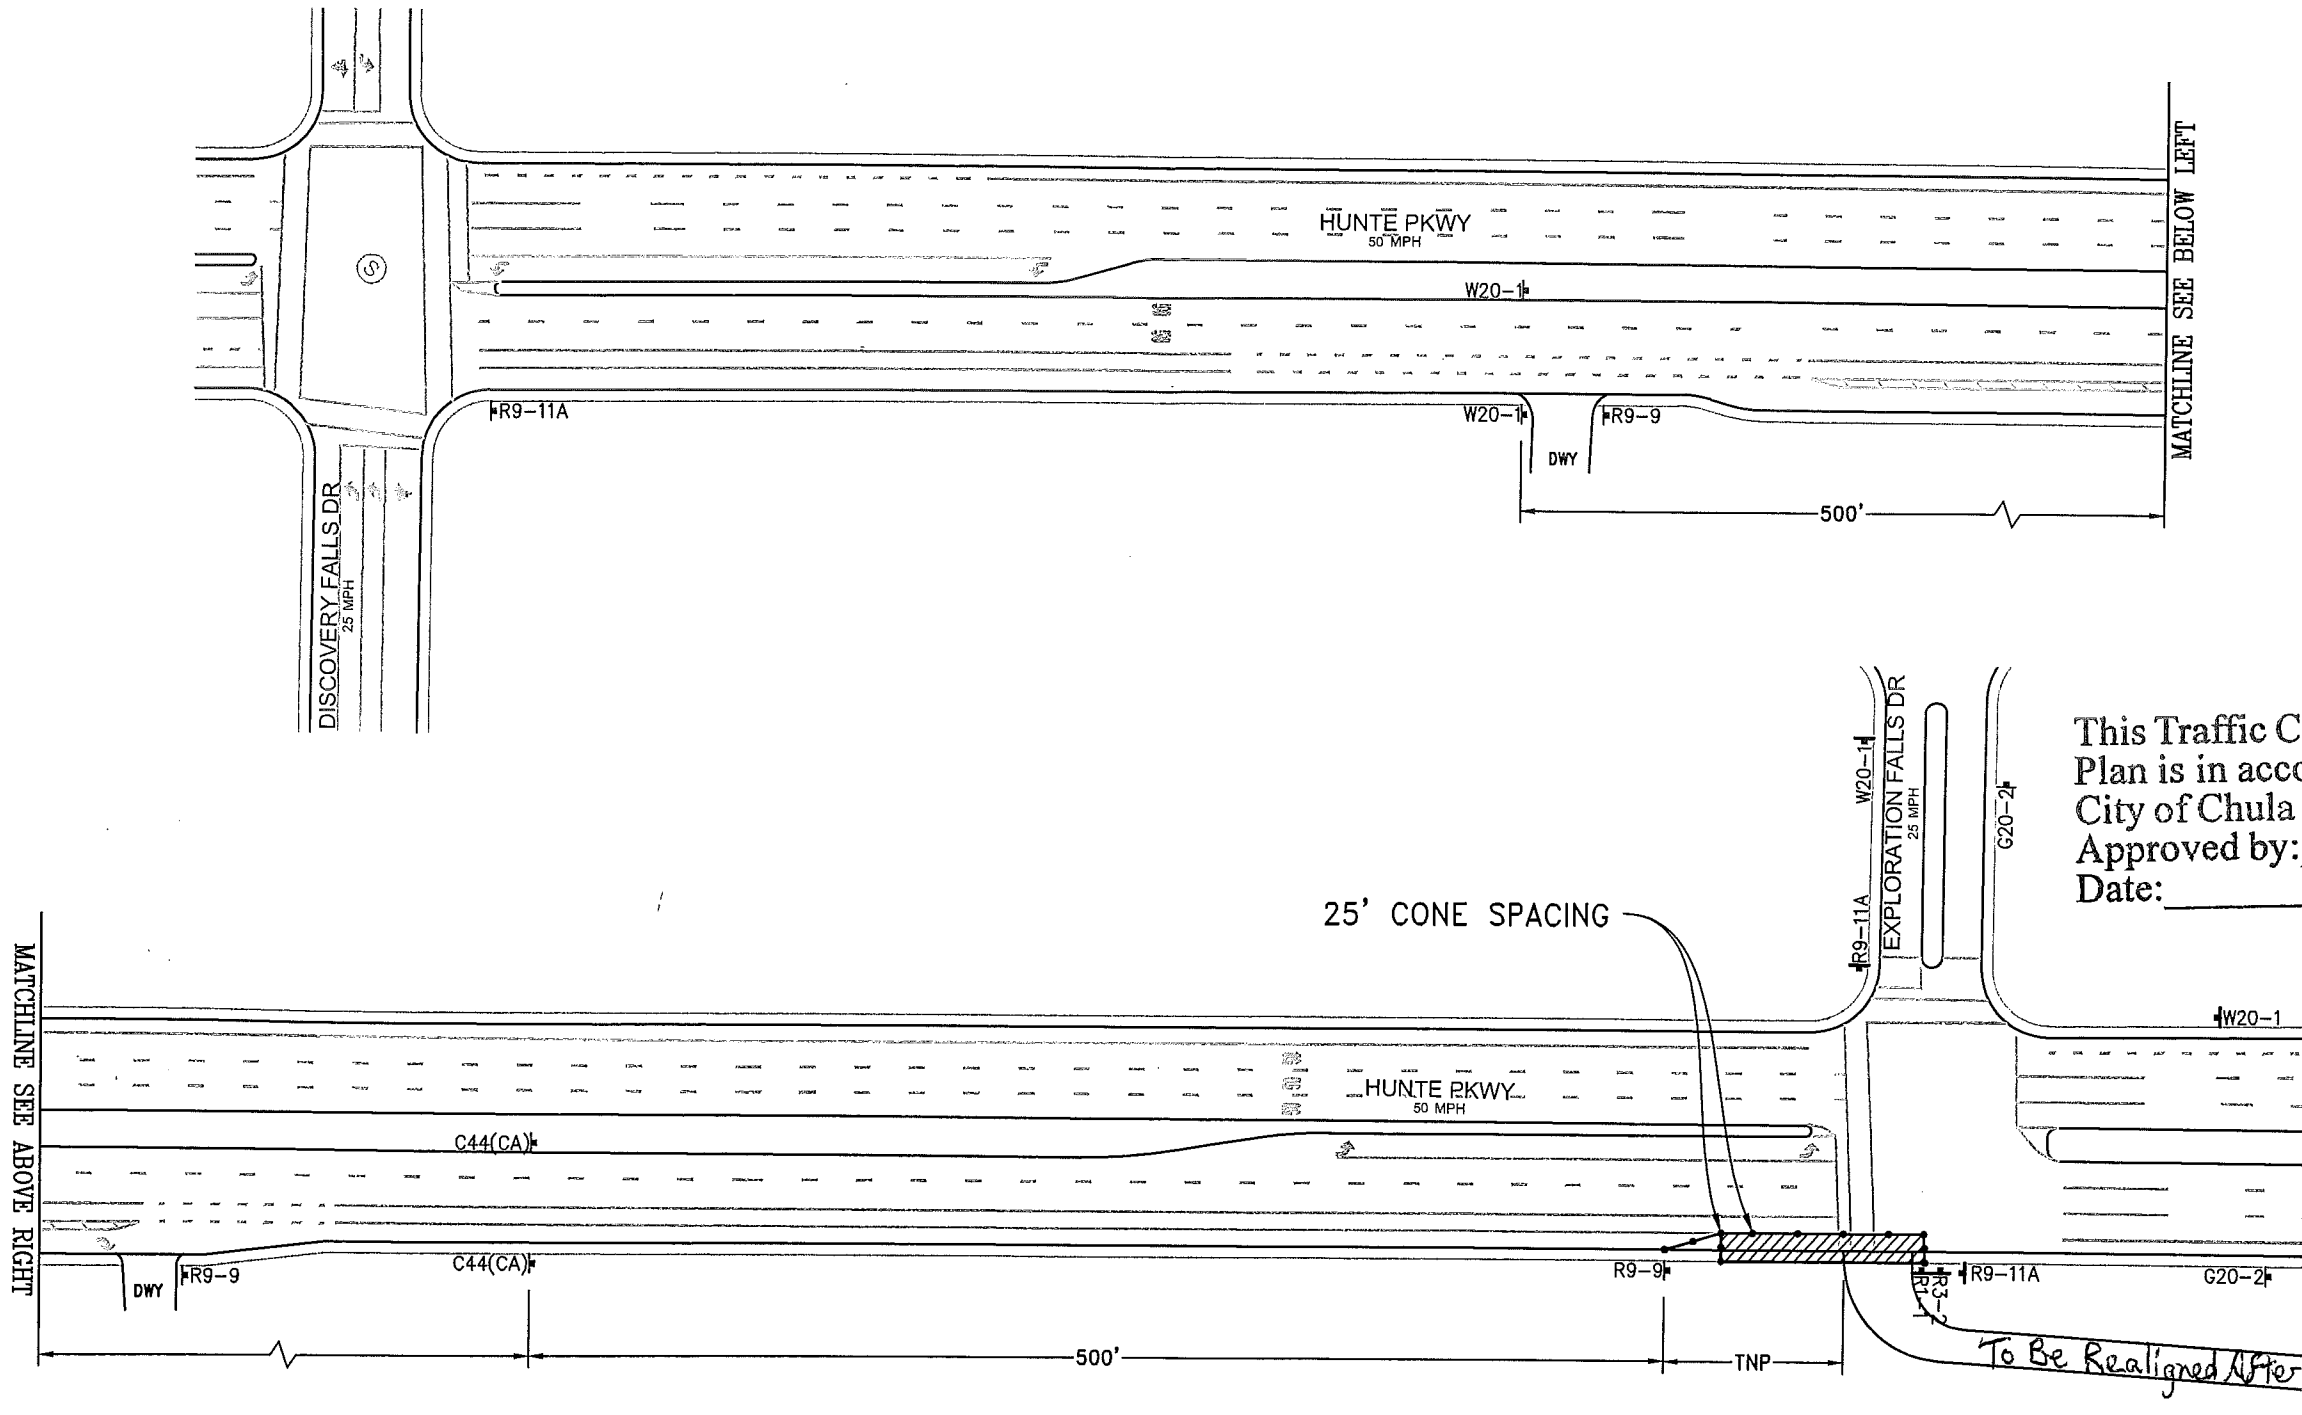 HUNTE PKWY
50 MPH
W20-1
R9-11A
W20-1
R9-9
DWY
500'
MATCHLINE SEE BELOW LEFT
DISCOVERY FALLS DR
25 MPH
S
This Traffic C
Plan is in acco
City of Chula
Approved by:
Date:
W20-1
EXPLORATION FALLS DR
25 MPH
G20-2
R9-11A
25' CONE SPACING
W20-1
MATCHLINE SEE ABOVE RIGHT
HUNTE PKWY
50 MPH
C44(CA)
C44(CA)
R9-9
DWY
R9-9
R1-1
R3-2
R9-11A
G20-2
500'
TNP
To Be Realigned After